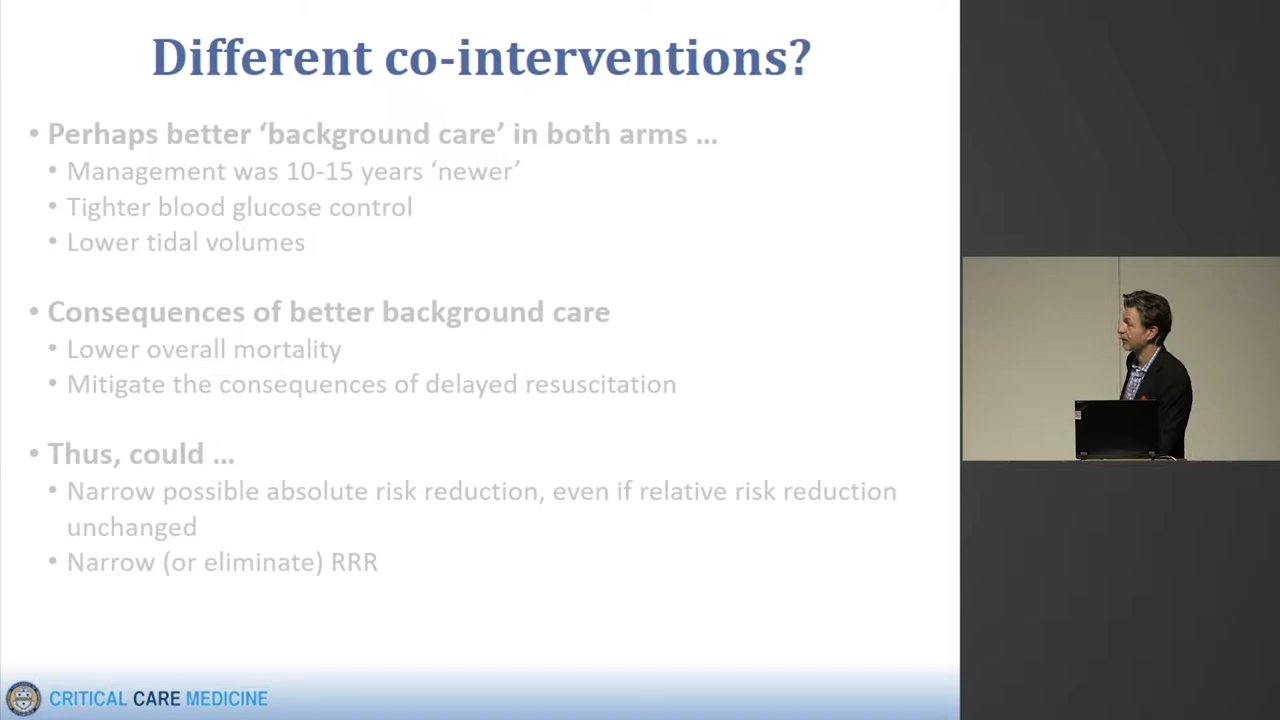 Different co-interventions?
• Perhaps better ‘background care’ in both arms …
• Management was 10-15 years ‘newer’
• Tighter blood glucose control
• Lower tidal volumes
• Consequences of better background care
• Lower overall mortality
• Mitigate the consequences of delayed resuscitation
• Thus, could …
• Narrow possible absolute risk reduction, even if relative risk reduction
unchanged
• Narrow (or eliminate) RRR
CRITICAL CARE MEDICINE